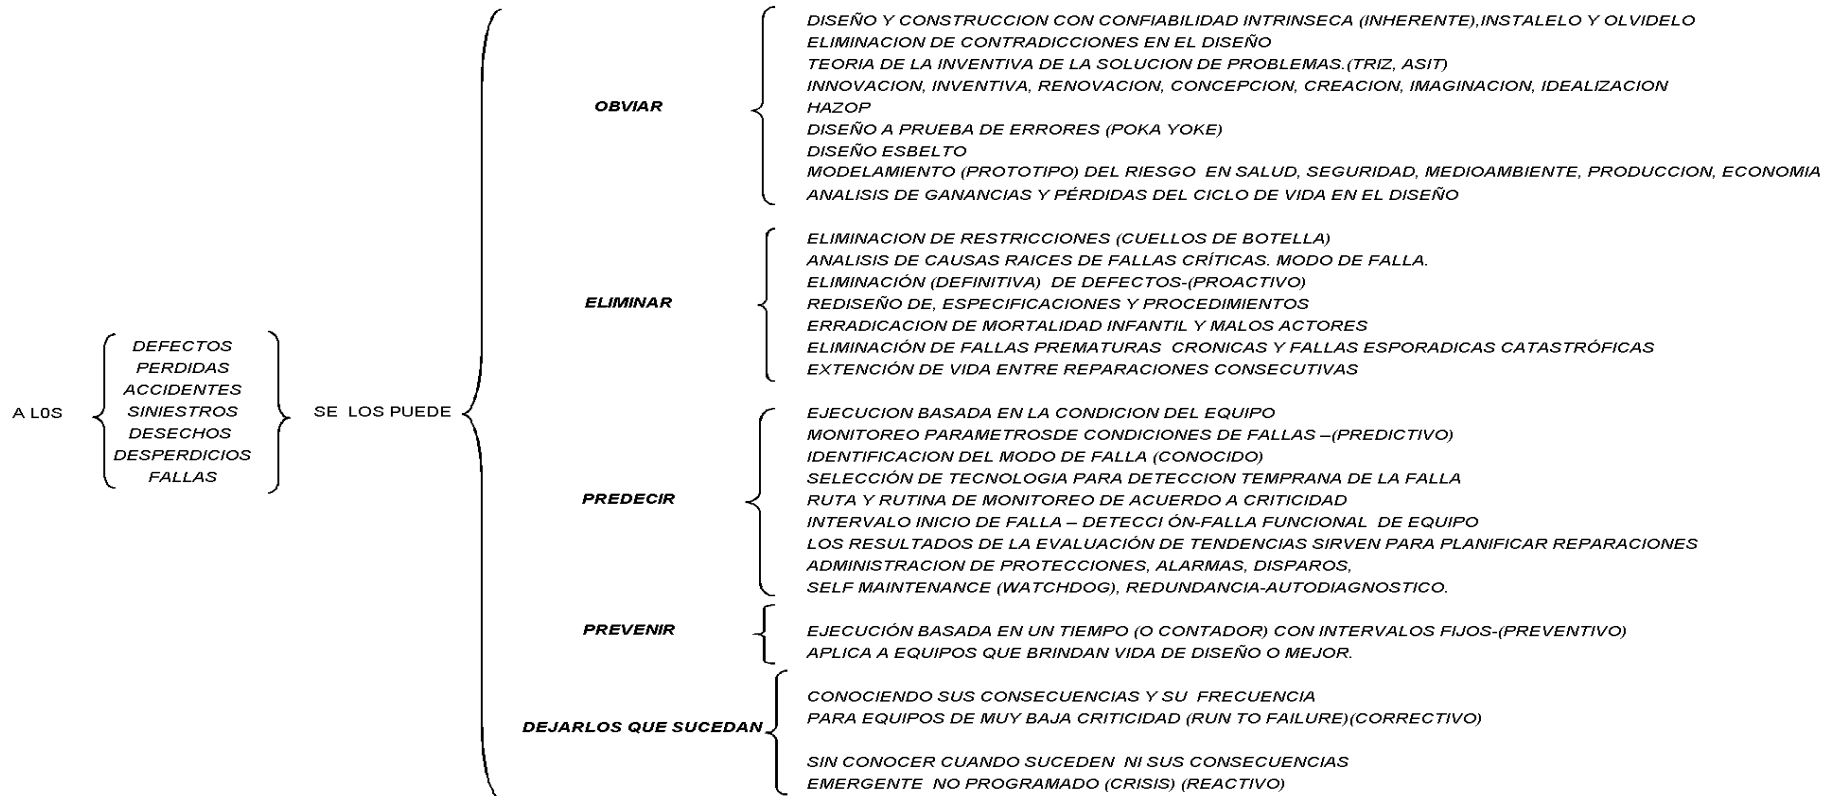 A L0S
DEFECTOS
PERDIDAS
ACCIDENTES
SINIESTROS
DESECHOS
DESPERDICIOS
FALLAS
SE LOS PUEDE
OBVIAR
DISEÑO Y CONSTRUCCION CON CONFIABILIDAD INTRINSECA (INHERENTE),INSTALELO Y OLVIDELO
ELIMINACION DE CONTRADICCIONES EN EL DISEÑO
TEORIA DE LA INVENTIVA DE LA SOLUCION DE PROBLEMAS.(TRIZ, ASIT)
INNOVACION, INVENTIVA, RENOVACION, CONCEPCION, CREACION, IMAGINACION, IDEALIZACION
HAZOP
DISEÑO A PRUEBA DE ERRORES (POKA YOKE)
DISEÑO ESBELTO
MODELAMIENTO (PROTOTIPO) DEL RIESGO EN SALUD, SEGURIDAD, MEDIOAMBIENTE, PRODUCCION, ECONOMIA
ANALISIS DE GANANCIAS Y PÉRDIDAS DEL CICLO DE VIDA EN EL DISEÑO
ELIMINAR
ELIMINACION DE RESTRICCIONES (CUELLOS DE BOTELLA)
ANALISIS DE CAUSAS RAICES DE FALLAS CRÍTICAS. MODO DE FALLA.
ELIMINACIÓN (DEFINITIVA) DE DEFECTOS-(PROACTIVO)
REDISEÑO DE, ESPECIFICACIONES Y PROCEDIMIENTOS
ERRADICACION DE MORTALIDAD INFANTIL Y MALOS ACTORES
ELIMINACIÓN DE FALLAS PREMATURAS CRONICAS Y FALLAS ESPORADICAS CATASTRÓFICAS
EXTENCIÓN DE VIDA ENTRE REPARACIONES CONSECUTIVAS
PREDECIR
EJECUCION BASADA EN LA CONDICION DEL EQUIPO
MONITOREO PARAMETROSDE CONDICIONES DE FALLAS –(PREDICTIVO)
IDENTIFICACION DEL MODO DE FALLA (CONOCIDO)
SELECCIÓN DE TECNOLOGIA PARA DETECCION TEMPRANA DE LA FALLA
RUTA Y RUTINA DE MONITOREO DE ACUERDO A CRITICIDAD
INTERVALO INICIO DE FALLA – DETECCI ÓN-FALLA FUNCIONAL DE EQUIPO
LOS RESULTADOS DE LA EVALUACIÓN DE TENDENCIAS SIRVEN PARA PLANIFICAR REPARACIONES
ADMINISTRACION DE PROTECCIONES, ALARMAS, DISPAROS,
SELF MAINTENANCE (WATCHDOG), REDUNDANCIA-AUTODIAGNOSTICO.
PREVENIR
EJECUCIÓN BASADA EN UN TIEMPO (O CONTADOR) CON INTERVALOS FIJOS-(PREVENTIVO)
APLICA A EQUIPOS QUE BRINDAN VIDA DE DISEÑO O MEJOR.
DEJARLOS QUE SUCEDAN
CONOCIENDO SUS CONSECUENCIAS Y SU FRECUENCIA
PARA EQUIPOS DE MUY BAJA CRITICIDAD (RUN TO FAILURE)(CORRECTIVO)
SIN CONOCER CUANDO SUCEDEN NI SUS CONSECUENCIAS
EMERGENTE NO PROGRAMADO (CRISIS) (REACTIVO)